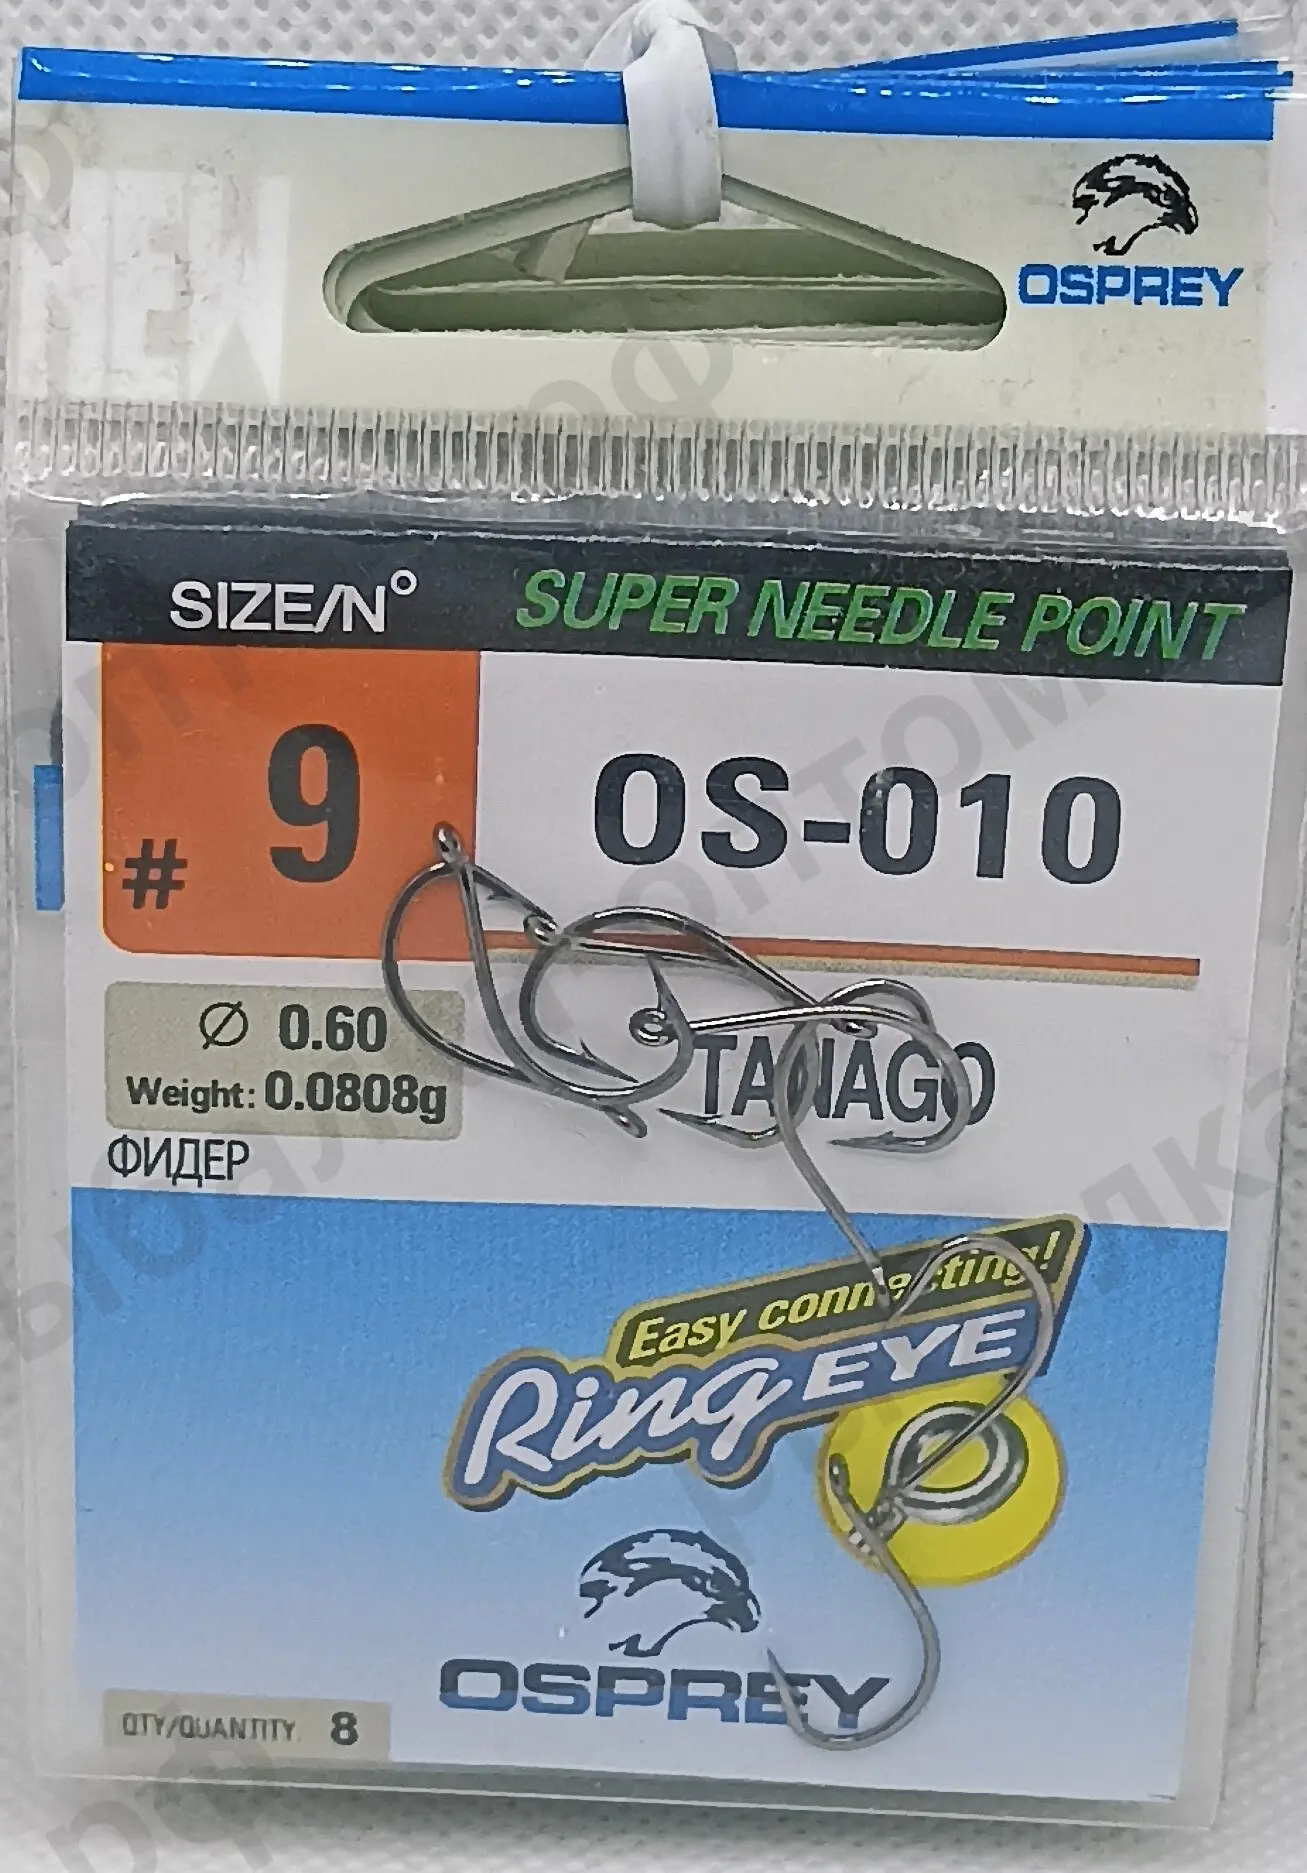 NEW
OSPREY
SIZE/N° SUPER NEEDLE POINT
# 9 OS-010
Ø 0.60
Weight: 0.0808g
TANAGO
ФИДЕР
Easy connecting!
Ring EYE
OSPREY
QTY/QUANTITY 8